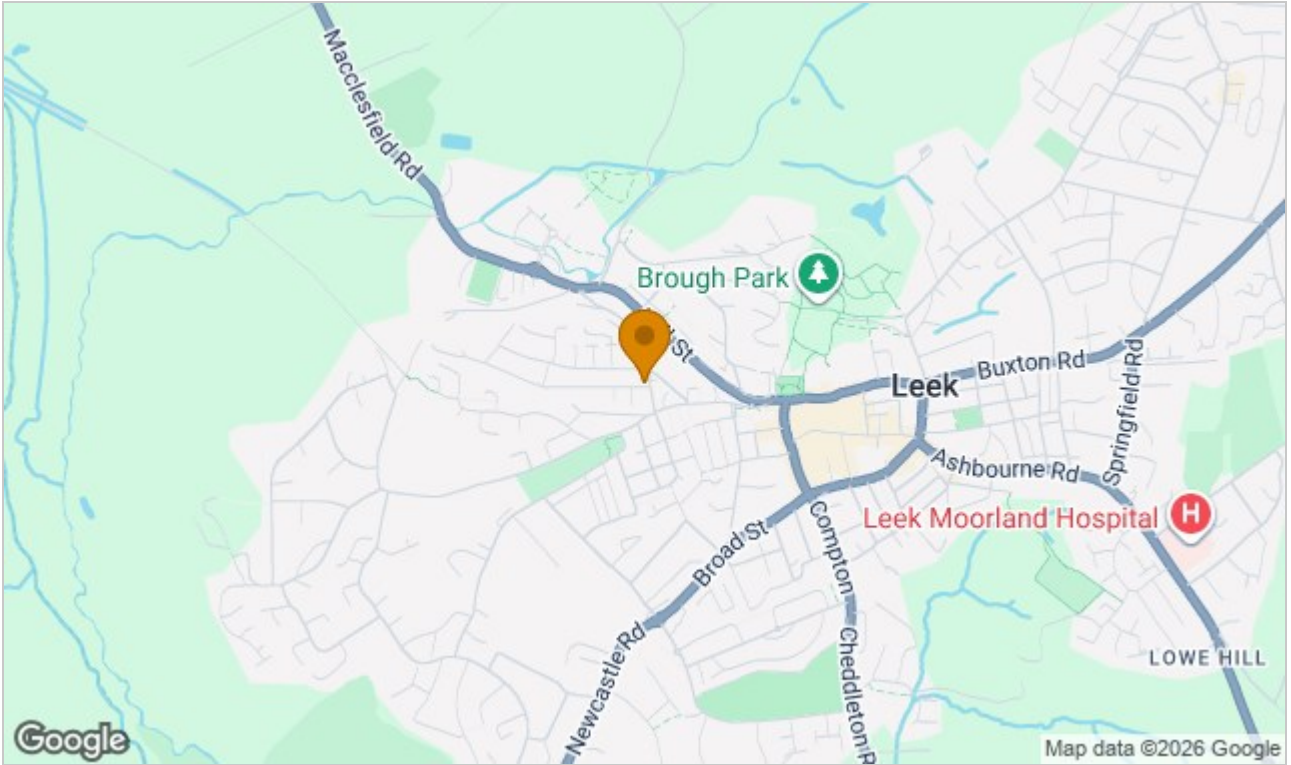 Macclesfield Rd
Brough Park
St
Buxton Rd
Leek
Springfield Rd
Ashbourne Rd
Leek Moorland Hospital
H
Compton
Broad St
Newcastle Rd
Cheddleton R
LOWE HILL
Google
Map data ©2026 Google